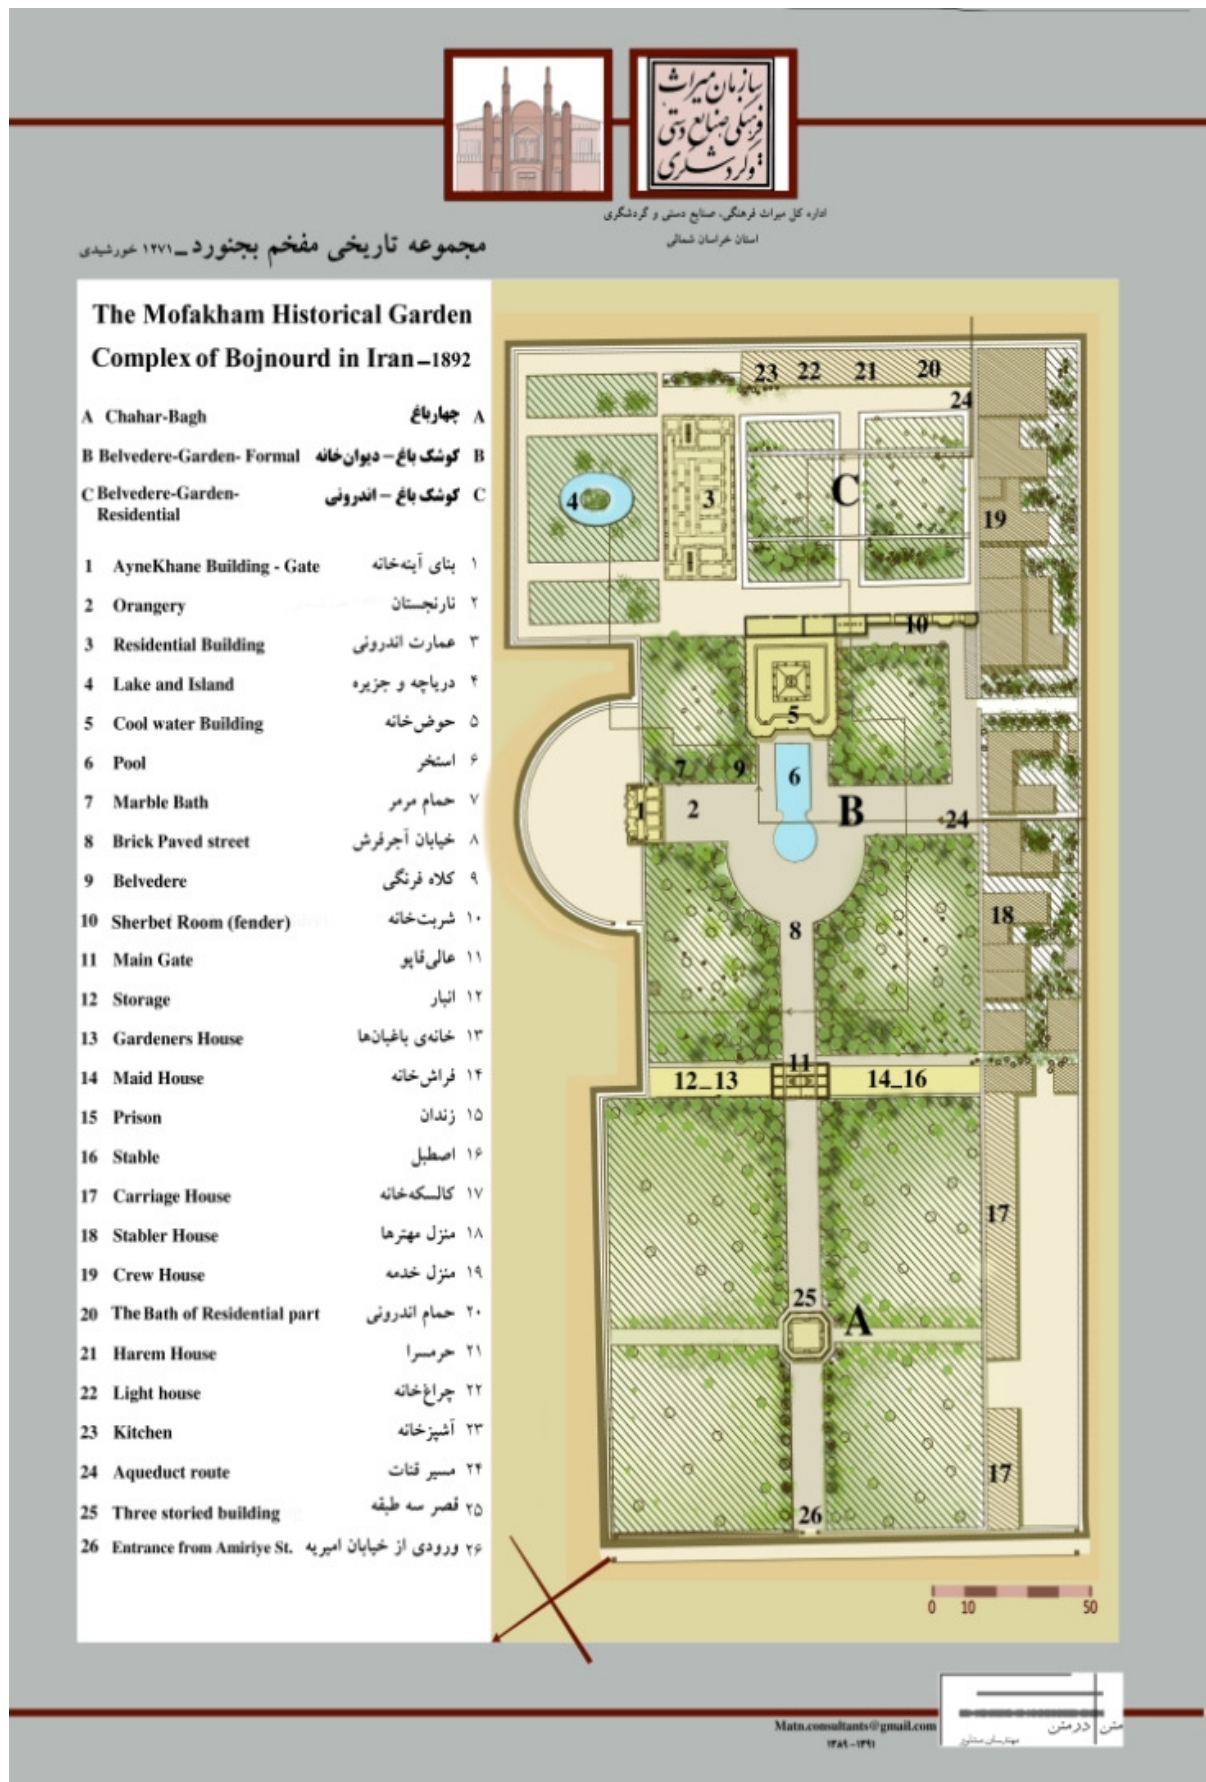 سازمان میراث
فرهنگی صنایع دستی
و گردشگری
اداره کل میراث فرهنگی، صنایع دستی و گردشگری
استان خراسان شمالی
مجموعه تاریخی مفخم بجنورد_۱۲۷۱ خورشیدی
The Mofakham Historical Garden
Complex of Bojnourd in Iran–1892
A Chahar-Bagh چهارباغ A
B Belvedere-Garden- Formal کوشک باغ – دیوان‌خانه B
C Belvedere-Garden-
Residential کوشک باغ – اندرونی C
1 AyneKhane Building - Gate بنای آینه‌خانه ۱
2 Orangery نارنجستان ۲
3 Residential Building عمارت اندرونی ۳
4 Lake and Island دریاچه و جزیره ۴
5 Cool water Building حوض‌خانه ۵
6 Pool استخر ۶
7 Marble Bath حمام مرمر ۷
8 Brick Paved street خیابان آجرفرش ۸
9 Belvedere کلاه فرنگی ۹
10 Sherbet Room (fender) شربت‌خانه ۱۰
11 Main Gate عالی‌قاپو ۱۱
12 Storage انبار ۱۲
13 Gardeners House خانه‌ی باغبان‌ها ۱۳
14 Maid House فراش‌خانه ۱۴
15 Prison زندان ۱۵
16 Stable اصطبل ۱۶
17 Carriage House کالسکه‌خانه ۱۷
18 Stabler House منزل مهترها ۱۸
19 Crew House منزل خدمه ۱۹
20 The Bath of Residential part حمام اندرونی ۲۰
21 Harem House حرمسرا ۲۱
22 Light house چراغ‌خانه ۲۲
23 Kitchen آشپزخانه ۲۳
24 Aqueduct route مسیر قنات ۲۴
25 Three storied building قصر سه طبقه ۲۵
26 Entrance from Amiriye St. ورودی از خیابان امیریه ۲۶
23 22 21 20
24
4 3 C 19
10
5
7 9 6
1 2 B 24
18
8
11
12_13 14_16
17
25
A
17
26
0 10 50
متن در متن
مهندسان مشاور
Matn.consultants@gmail.com
۱۳۸۹-۱۳۹۱